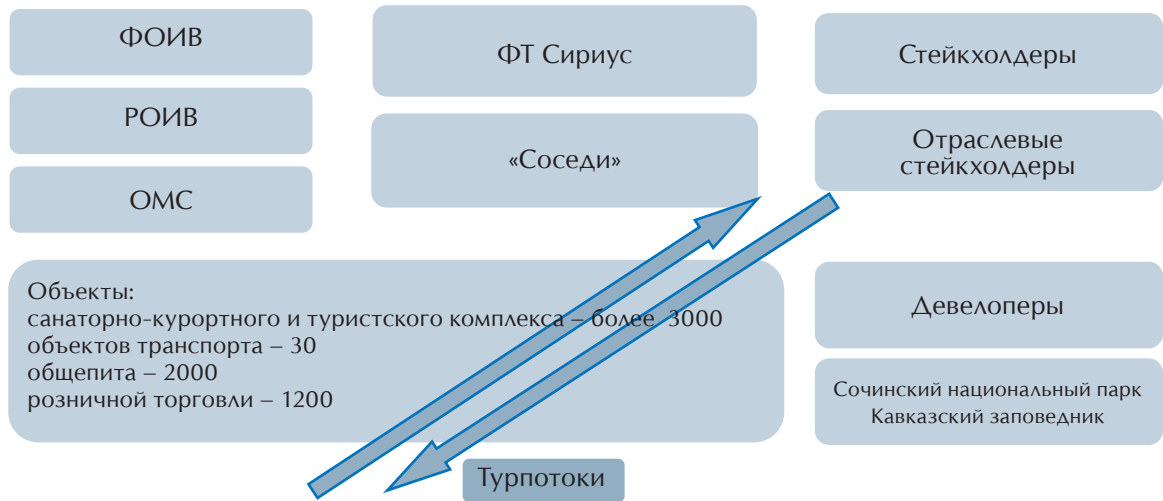 ФОИВ
РОИВ
ОМС
ФТ Сириус
«Соседи»
Стейкхолдеры
Отраслевые
стейкхолдеры
Объекты:
санаторно-курортного и туристского комплекса – более 3000
объектов транспорта – 30
общепита – 2000
розничной торговли – 1200
Девелоперы
Сочинский национальный парк
Кавказский заповедник
Турпотоки